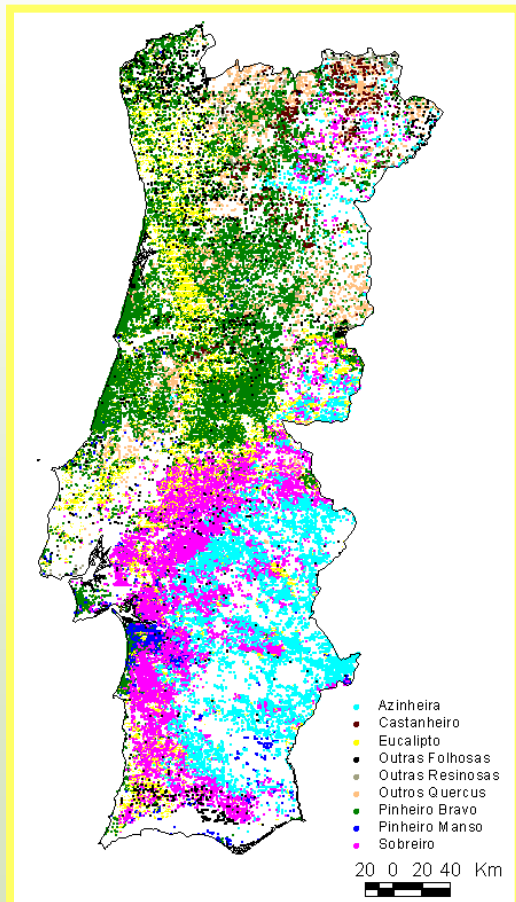 Azinheira
Castanheiro
Eucalipto
Outras Folhosas
Outras Resinosas
Outros Quercus
Pinheiro Bravo
Pinheiro Manso
Sobreiro
20 0 20 40 Km